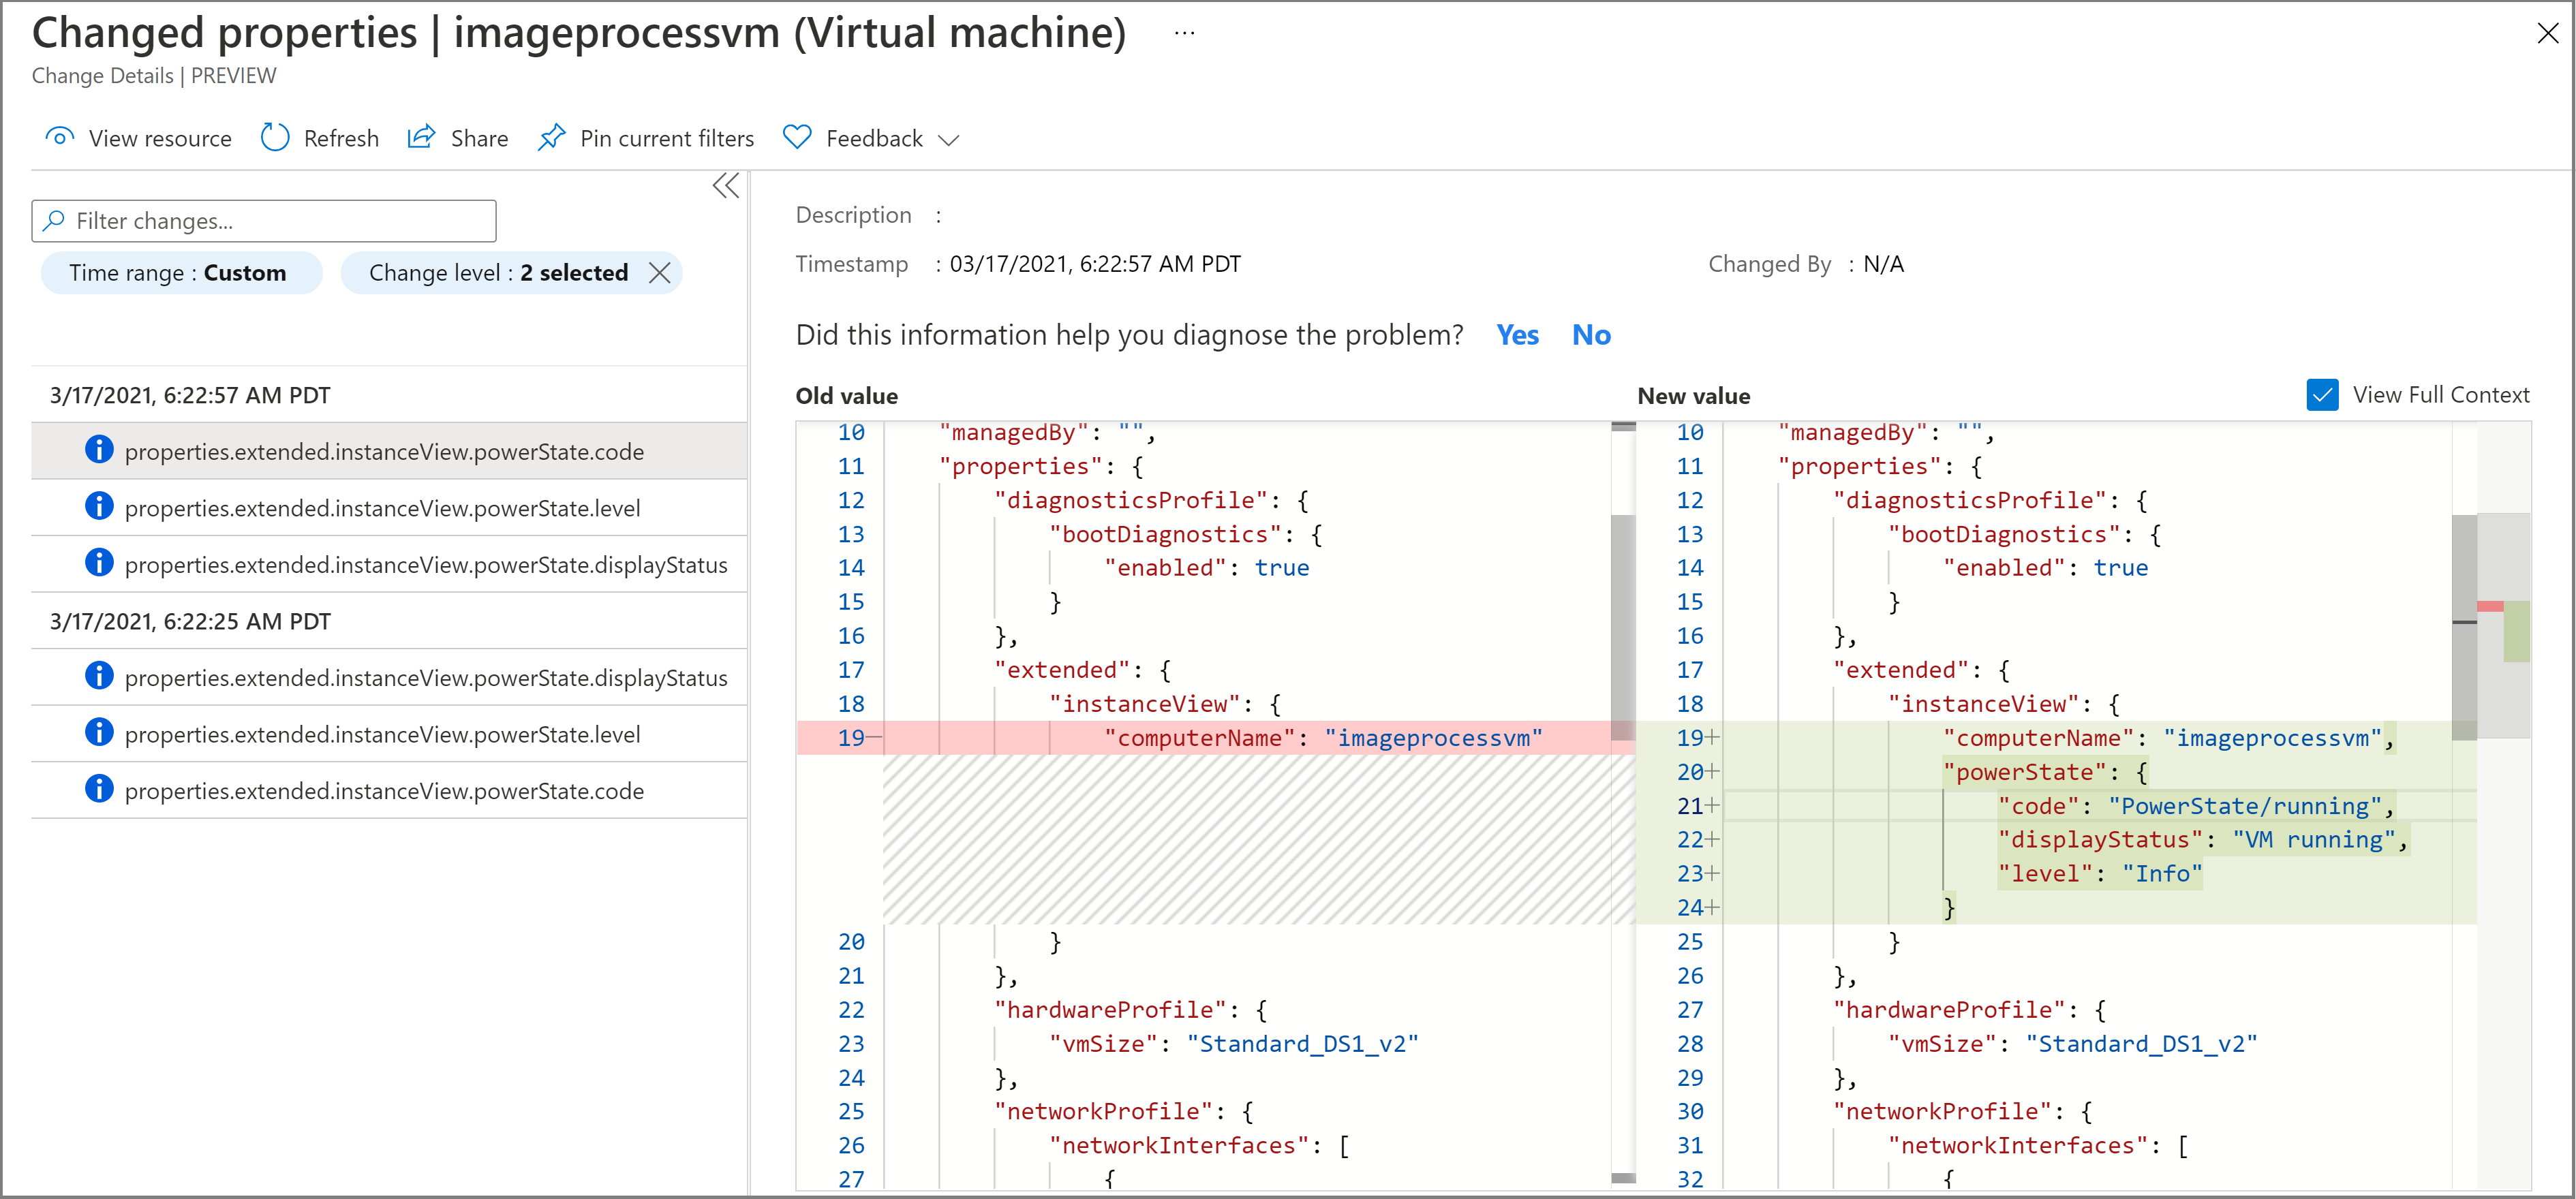 Changed properties | imageprocessvm (Virtual machine) ...
Change Details | PREVIEW
View resource Refresh Share Pin current filters Feedback
Filter changes...
Time range : Custom Change level : 2 selected
3/17/2021, 6:22:57 AM PDT
properties.extended.instanceView.powerState.code
properties.extended.instanceView.powerState.level
properties.extended.instanceView.powerState.displayStatus
3/17/2021, 6:22:25 AM PDT
properties.extended.instanceView.powerState.displayStatus
properties.extended.instanceView.powerState.level
properties.extended.instanceView.powerState.code
Description :
Timestamp : 03/17/2021, 6:22:57 AM PDT Changed By : N/A
Did this information help you diagnose the problem? Yes No
Old value
10 "managedBy": "",
11 "properties": {
12 "diagnosticsProfile": {
13 "bootDiagnostics": {
14 "enabled": true
15 }
16 },
17 "extended": {
18 "instanceView": {
19− "computerName": "imageprocessvm"
20 }
21 },
22 "hardwareProfile": {
23 "vmSize": "Standard_DS1_v2"
24 },
25 "networkProfile": {
26 "networkInterfaces": [
27 {
New value View Full Context
10 "managedBy": "",
11 "properties": {
12 "diagnosticsProfile": {
13 "bootDiagnostics": {
14 "enabled": true
15 }
16 },
17 "extended": {
18 "instanceView": {
19+ "computerName": "imageprocessvm",
20+ "powerState": {
21+ "code": "PowerState/running",
22+ "displayStatus": "VM running",
23+ "level": "Info"
24+ }
25 }
26 },
27 "hardwareProfile": {
28 "vmSize": "Standard_DS1_v2"
29 },
30 "networkProfile": {
31 "networkInterfaces": [
32 {